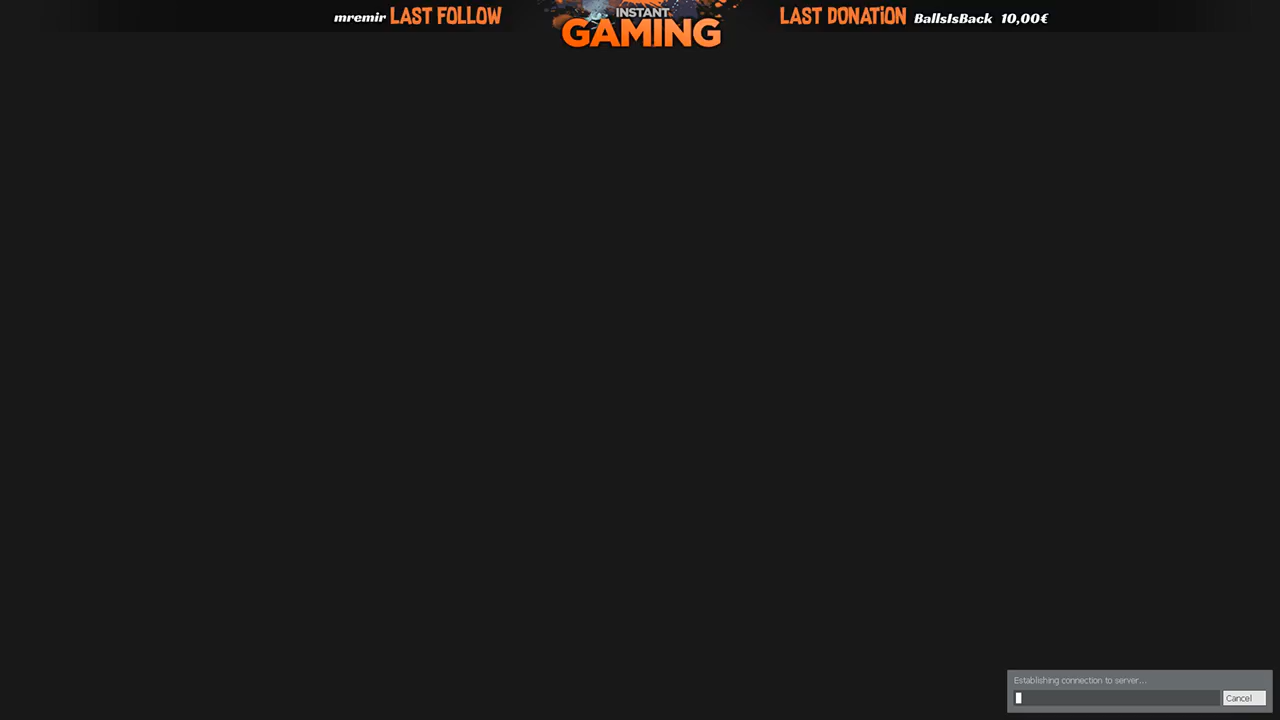 mremir LAST FOLLOW
INSTANT
GAMING
LAST DONATION BallsIsBack 10,00€
Establishing connection to server...
Cancel